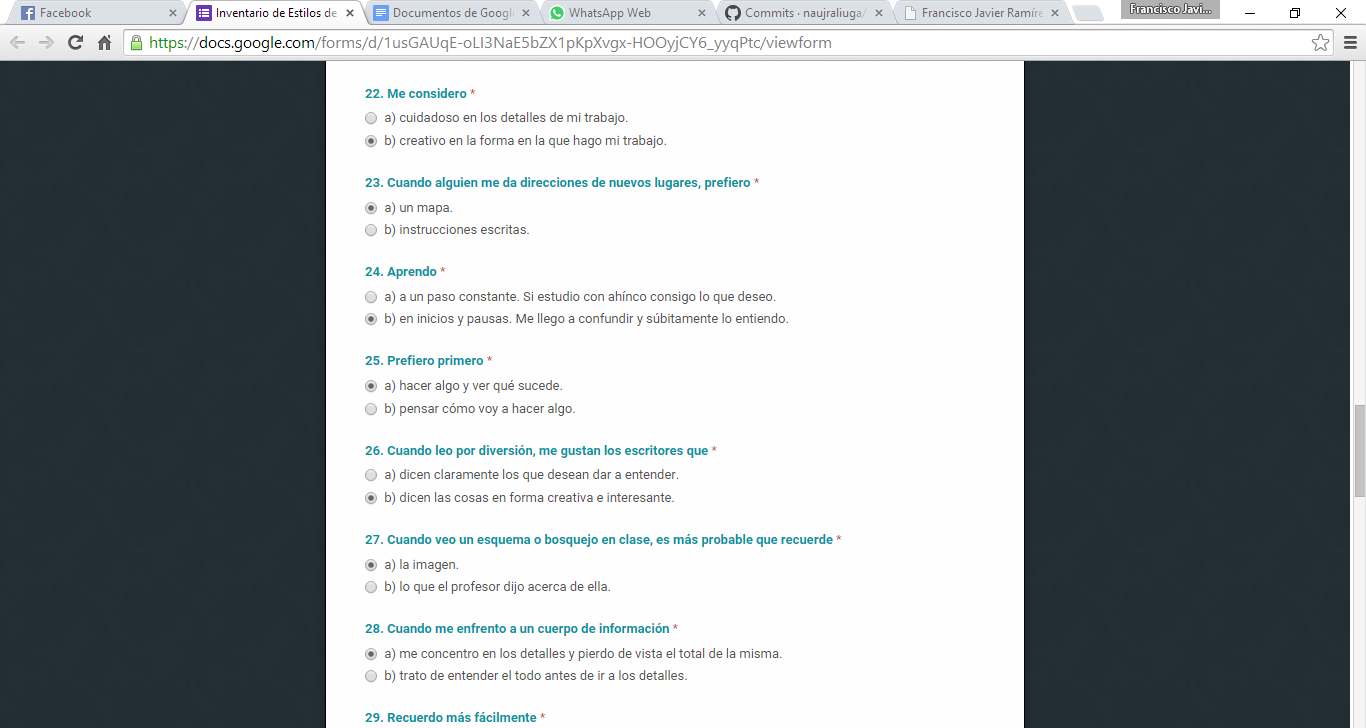 Facebook
Inventario de Estilos de
Documentos de Googl
WhatsApp Web
Commits · naujraliuga/
Francisco Javier Ramíre
Francisco Javi...
https://docs.google.com/forms/d/1usGAUqE-oLI3NaE5bZX1pKpXvgx-HOOyjCY6_yyqPtc/viewform
22. Me considero *
a) cuidadoso en los detalles de mi trabajo.
b) creativo en la forma en la que hago mi trabajo.
23. Cuando alguien me da direcciones de nuevos lugares, prefiero *
a) un mapa.
b) instrucciones escritas.
24. Aprendo *
a) a un paso constante. Si estudio con ahínco consigo lo que deseo.
b) en inicios y pausas. Me llego a confundir y súbitamente lo entiendo.
25. Prefiero primero *
a) hacer algo y ver qué sucede.
b) pensar cómo voy a hacer algo.
26. Cuando leo por diversión, me gustan los escritores que *
a) dicen claramente los que desean dar a entender.
b) dicen las cosas en forma creativa e interesante.
27. Cuando veo un esquema o bosquejo en clase, es más probable que recuerde *
a) la imagen.
b) lo que el profesor dijo acerca de ella.
28. Cuando me enfrento a un cuerpo de información *
a) me concentro en los detalles y pierdo de vista el total de la misma.
b) trato de entender el todo antes de ir a los detalles.
29. Recuerdo más fácilmente *